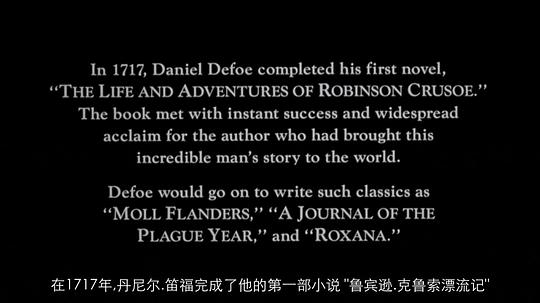 In 1717, Daniel Defoe completed his first novel,
“THE LIFE AND ADVENTURES OF ROBINSON CRUSOE.”
The book met with instant success and widespread
acclaim for the author who had brought this
incredible man’s story to the world.
Defoe would go on to write such classics as
“MOLL FLANDERS,” “A JOURNAL OF THE
PLAGUE YEAR,” and “ROXANA.”
在1717年,丹尼尔.笛福完成了他的第一部小说 "鲁宾逊.克鲁索漂流记"